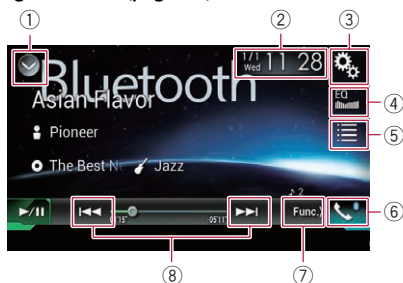 ① ② ③
1/1
Wed 11 28
Bluetooth
EQ
④
Asian Flavor
⑤
Pioneer
The Best
Jazz
♪ 2
0'15"
-05'11"
Func.
⑥
⑧ ⑦